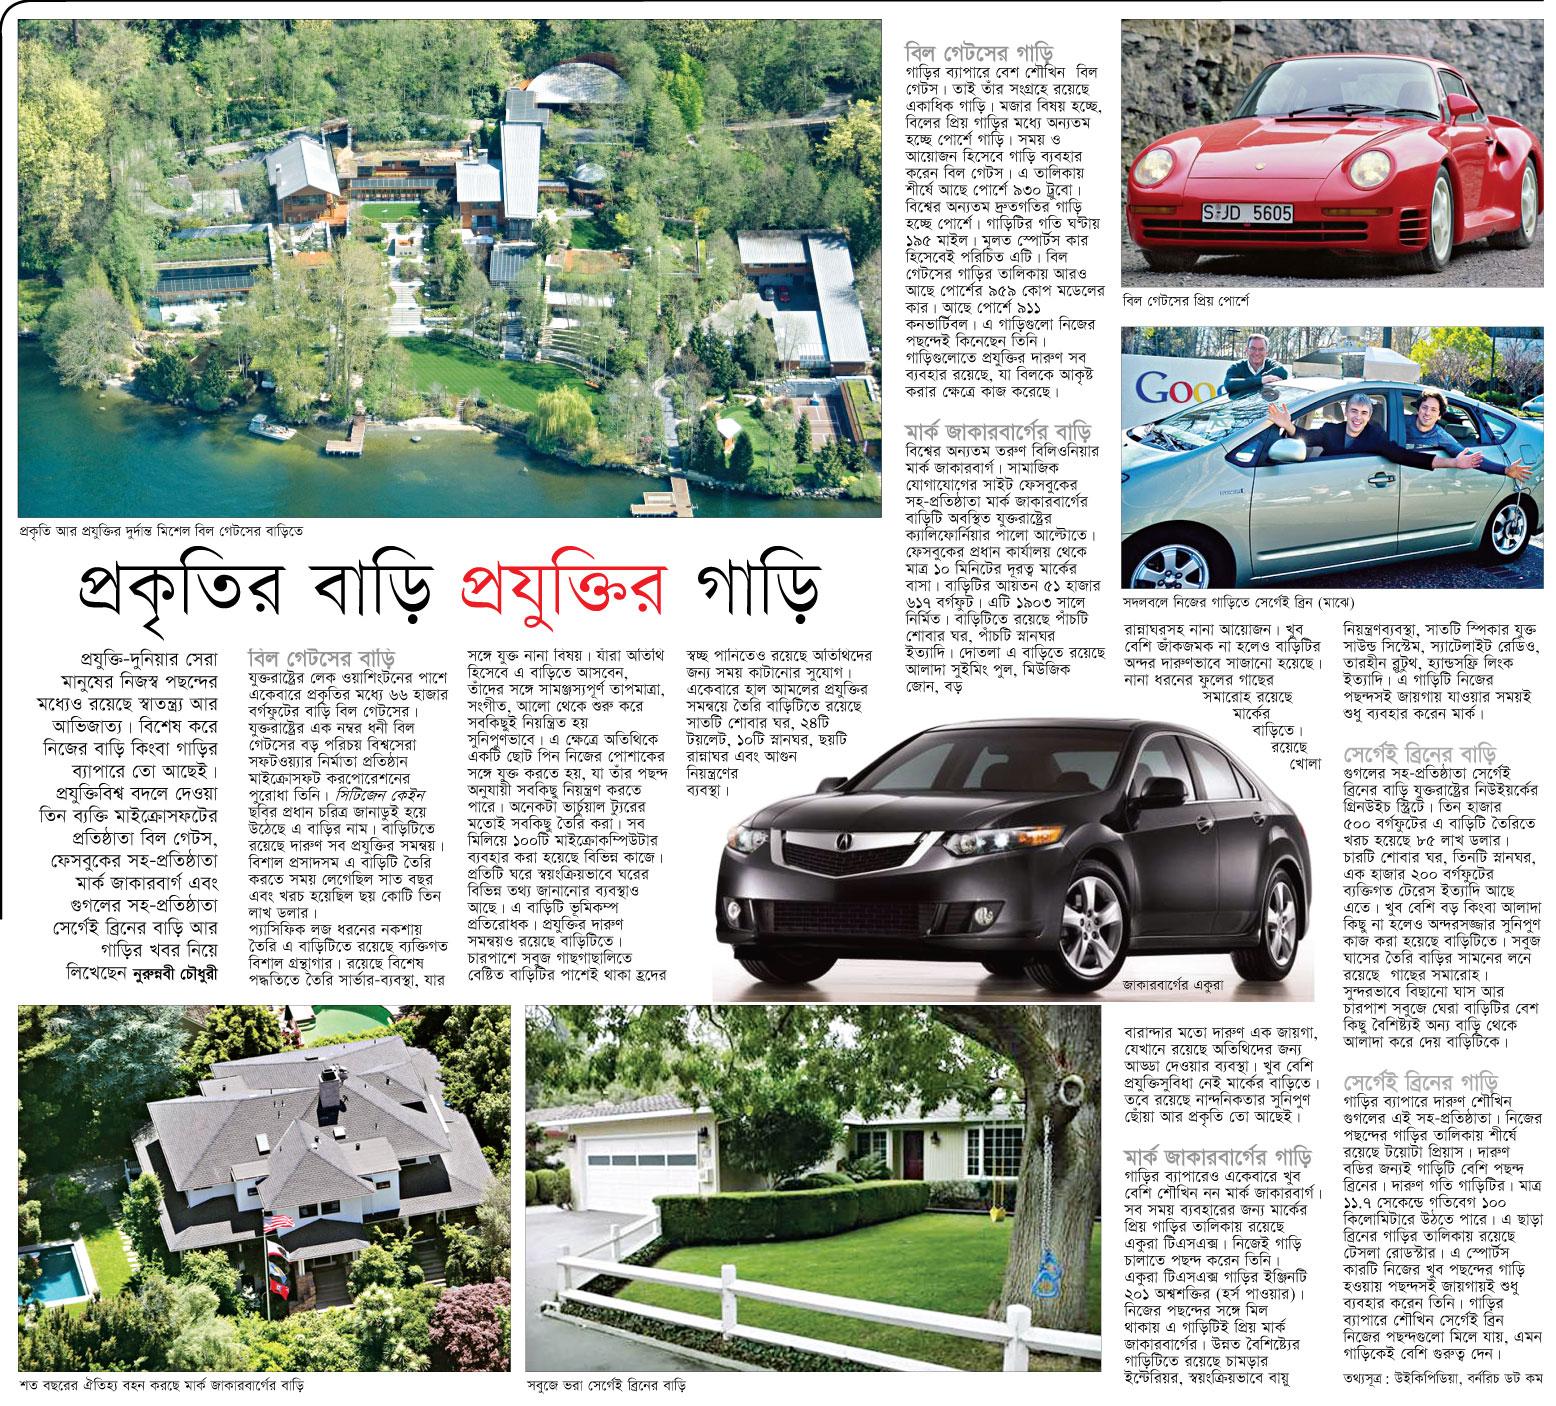 প্রকৃতি আর প্রযুক্তির দুর্দান্ত মিশেল বিল গেটসের বাড়িতে
প্রকৃতির বাড়ি প্রযুক্তির গাড়ি
প্রযুক্তি-দুনিয়ার সেরা
মানুষের নিজস্ব পছন্দের
মধ্যেও রয়েছে স্বাতন্ত্র্য আর
আভিজাত্য। বিশেষ করে
নিজের বাড়ি কিংবা গাড়ির
ব্যাপারে তো আছেই।
প্রযুক্তিবিশ্ব বদলে দেওয়া
তিন ব্যক্তি মাইক্রোসফটের
প্রতিষ্ঠাতা বিল গেটস,
ফেসবুকের সহ-প্রতিষ্ঠাতা
মার্ক জাকারবার্গ এবং
গুগলের সহ-প্রতিষ্ঠাতা
সের্গেই ব্রিনের বাড়ি আর
গাড়ির খবর নিয়ে
লিখেছেন নুরুন্নবী চৌধুরী
বিল গেটসের বাড়ি
যুক্তরাষ্ট্রের লেক ওয়াশিংটনের পাশে
একেবারে প্রকৃতির মধ্যে ৬৬ হাজার
বর্গফুটের বাড়ি বিল গেটসের।
যুক্তরাষ্ট্রের এক নম্বর ধনী বিল
গেটসের বড় পরিচয় বিশ্বসেরা
সফটওয়্যার নির্মাতা প্রতিষ্ঠান
মাইক্রোসফট করপোরেশনের
পুরোধা তিনি। সিটিজেন কেইন
ছবির প্রধান চরিত্র জানাডুই হয়ে
উঠেছে এ বাড়ির নাম। বাড়িটিতে
রয়েছে দারুণ সব প্রযুক্তির সমন্বয়।
বিশাল প্রসাদসম এ বাড়িটি তৈরি
করতে সময় লেগেছিল সাত বছর
এবং খরচ হয়েছিল ছয় কোটি তিন
লাখ ডলার।
প্যাসিফিক লজ ধরনের নকশায়
তৈরি এ বাড়িটিতে রয়েছে ব্যক্তিগত
বিশাল গ্রন্থাগার। রয়েছে বিশেষ
পদ্ধতিতে তৈরি সার্ভার-ব্যবস্থা, যার
সঙ্গে যুক্ত নানা বিষয়। যাঁরা অতিথি
হিসেবে এ বাড়িতে আসবেন,
তাঁদের সঙ্গে সামঞ্জস্যপূর্ণ তাপমাত্রা,
সংগীত, আলো থেকে শুরু করে
সবকিছুই নিয়ন্ত্রিত হয়
সুনিপুণভাবে। এ ক্ষেত্রে অতিথিকে
একটি ছোট পিন নিজের পোশাকের
সঙ্গে যুক্ত করতে হয়, যা তাঁর পছন্দ
অনুযায়ী সবকিছু নিয়ন্ত্রণ করতে
পারে। অনেকটা ভার্চুয়াল ট্যুরের
মতোই সবকিছু তৈরি করা। সব
মিলিয়ে ১০০টি মাইক্রোকম্পিউটার
ব্যবহার করা হয়েছে বিভিন্ন কাজে।
প্রতিটি ঘরে স্বয়ংক্রিয়ভাবে ঘরের
বিভিন্ন তথ্য জানানোর ব্যবস্থাও
আছে। এ বাড়িটি ভূমিকম্প
প্রতিরোধক। প্রযুক্তির দারুণ
সমন্বয়ও রয়েছে বাড়িটিতে।
চারপাশে সবুজ গাছগাছালিতে
বেষ্টিত বাড়িটির পাশেই থাকা হ্রদের
স্বচ্ছ পানিতেও রয়েছে অতিথিদের
জন্য সময় কাটানোর সুযোগ।
একেবারে হাল আমলের প্রযুক্তির
সমন্বয়ে তৈরি বাড়িটিতে রয়েছে
সাতটি শোবার ঘর, ২৪টি
টয়লেট, ১০টি স্নানঘর, ছয়টি
রান্নাঘর এবং আগুন
নিয়ন্ত্রণের
ব্যবস্থা।
বিল গেটসের গাড়ি
গাড়ির ব্যাপারে বেশ শৌখিন বিল
গেটস। তাই তাঁর সংগ্রহে রয়েছে
একাধিক গাড়ি। মজার বিষয় হচ্ছে,
বিলের প্রিয় গাড়ির মধ্যে অন্যতম
হচ্ছে পোর্শে গাড়ি। সময় ও
আয়োজন হিসেবে গাড়ি ব্যবহার
করেন বিল গেটস। এ তালিকায়
শীর্ষে আছে পোর্শে ৯৩০ টুরবো।
বিশ্বের অন্যতম দ্রুতগতির গাড়ি
হচ্ছে পোর্শে। গাড়িটির গতি ঘণ্টায়
১৯৫ মাইল। মূলত স্পোর্টস কার
হিসেবেই পরিচিত এটি। বিল
গেটসের গাড়ির তালিকায় আরও
আছে পোর্শের ৯৫৯ কোপ মডেলের
কার। আছে পোর্শে ৯১১
কনভার্টিবল। এ গাড়িগুলো নিজের
পছন্দেই কিনেছেন তিনি।
গাড়িগুলোতে প্রযুক্তির দারুণ সব
ব্যবহার রয়েছে, যা বিলকে আকৃষ্ট
করার ক্ষেত্রে কাজ করেছে।
মার্ক জাকারবার্গের বাড়ি
বিশ্বের অন্যতম তরুণ বিলিওনিয়ার
মার্ক জাকারবার্গ। সামাজিক
যোগাযোগের সাইট ফেসবুকের
সহ-প্রতিষ্ঠাতা মার্ক জাকারবার্গের
বাড়িটি অবস্থিত যুক্তরাষ্ট্রের
ক্যালিফোর্নিয়ার পালো আল্টোতে।
ফেসবুকের প্রধান কার্যালয় থেকে
মাত্র ১০ মিনিটের দূরত্ব মার্কের
বাসা। বাড়িটির আয়তন ৫১ হাজার
৬১৭ বর্গফুট। এটি ১৯০৩ সালে
নির্মিত। বাড়িটিতে রয়েছে পাঁচটি
শোবার ঘর, পাঁচটি স্নানঘর
ইত্যাদি। দোতলা এ বাড়িতে রয়েছে
আলাদা সুইমিং পুল, মিউজিক
জোন, বড়
S JD 5605
বিল গেটসের প্রিয় পোর্শে
Goo
সদলবলে নিজের গাড়িতে সের্গেই ব্রিন (মাঝে)
রান্নাঘরসহ নানা আয়োজন। খুব
বেশি জাঁকজমক না হলেও বাড়িটির
অন্দর দারুণভাবে সাজানো হয়েছে।
নানা ধরনের ফুলের গাছের
সমারোহ রয়েছে
মার্কের
বাড়িতে।
রয়েছে
খোলা
জাকারবার্গের একুরা
বারান্দার মতো দারুণ এক জায়গা,
যেখানে রয়েছে অতিথিদের জন্য
আড্ডা দেওয়ার ব্যবস্থা। খুব বেশি
প্রযুক্তিসুবিধা নেই মার্কের বাড়িতে।
তবে রয়েছে নান্দনিকতার সুনিপুণ
ছোঁয়া আর প্রকৃতি তো আছেই।
মার্ক জাকারবার্গের গাড়ি
গাড়ির ব্যাপারেও একেবারে খুব
বেশি শৌখিন নন মার্ক জাকারবার্গ।
সব সময় ব্যবহারের জন্য মার্কের
প্রিয় গাড়ির তালিকায় রয়েছে
একুরা টিএসএক্স। নিজেই গাড়ি
চালাতে পছন্দ করেন তিনি।
একুরা টিএসএক্স গাড়ির ইঞ্জিনটি
২০১ অশ্বশক্তির (হর্স পাওয়ার)।
নিজের পছন্দের সঙ্গে মিল
থাকায় এ গাড়িটিই প্রিয় মার্ক
জাকারবার্গের। উন্নত বৈশিষ্ট্যের
গাড়িটিতে রয়েছে চামড়ার
ইন্টেরিয়র, স্বয়ংক্রিয়ভাবে বায়ু
নিয়ন্ত্রণব্যবস্থা, সাতটি স্পিকার যুক্ত
সাউন্ড সিস্টেম, স্যাটেলাইট রেডিও,
তারহীন ব্লুটুথ, হ্যান্ডসফ্রি লিংক
ইত্যাদি। এ গাড়িটি নিজের
পছন্দসই জায়গায় যাওয়ার সময়ই
শুধু ব্যবহার করেন মার্ক।
সের্গেই ব্রিনের বাড়ি
গুগলের সহ-প্রতিষ্ঠাতা সের্গেই
ব্রিনের বাড়ি যুক্তরাষ্ট্রের নিউইয়র্কের
গ্রিনউইচ স্ট্রিটে। তিন হাজার
৫০০ বর্গফুটের এ বাড়িটি তৈরিতে
খরচ হয়েছে ৮৫ লাখ ডলার।
চারটি শোবার ঘর, তিনটি স্নানঘর,
এক হাজার ২০০ বর্গফুটের
ব্যক্তিগত টেরেস ইত্যাদি আছে
এতে। খুব বেশি বড় কিংবা আলাদা
কিছু না হলেও অন্দরসজ্জার সুনিপুণ
কাজ করা হয়েছে বাড়িটিতে। সবুজ
ঘাসের তৈরি বাড়ির সামনের লনে
রয়েছে গাছের সমারোহ।
সুন্দরভাবে বিছানো ঘাস আর
চারপাশ সবুজে ঘেরা বাড়িটির বেশ
কিছু বৈশিষ্ট্যই অন্য বাড়ি থেকে
আলাদা করে দেয় বাড়িটিকে।
সের্গেই ব্রিনের গাড়ি
গাড়ির ব্যাপারে দারুণ শৌখিন
গুগলের এই সহ-প্রতিষ্ঠাতা। নিজের
পছন্দের গাড়ির তালিকায় শীর্ষে
রয়েছে টয়োটা প্রিয়াস। দারুণ
বডির জন্যই গাড়িটি বেশি পছন্দ
ব্রিনের। দারুণ গতি গাড়িটির। মাত্র
১১.৭ সেকেন্ডে গতিবেগ ১০০
কিলোমিটারে উঠতে পারে। এ ছাড়া
ব্রিনের গাড়ির তালিকায় রয়েছে
টেসলা রোডস্টার। এ স্পোর্টস
কারটি নিজের খুব পছন্দের গাড়ি
হওয়ায় পছন্দসই জায়গায়ই শুধু
ব্যবহার করেন তিনি। গাড়ির
ব্যাপারে শৌখিন সের্গেই ব্রিন
নিজের পছন্দগুলো মিলে যায়, এমন
গাড়িকেই বেশি গুরুত্ব দেন।
তথ্যসূত্র : উইকিপিডিয়া, বর্নরিচ ডট কম
শত বছরের ঐতিহ্য বহন করছে মার্ক জাকারবার্গের বাড়ি
সবুজে ভরা সের্গেই ব্রিনের বাড়ি